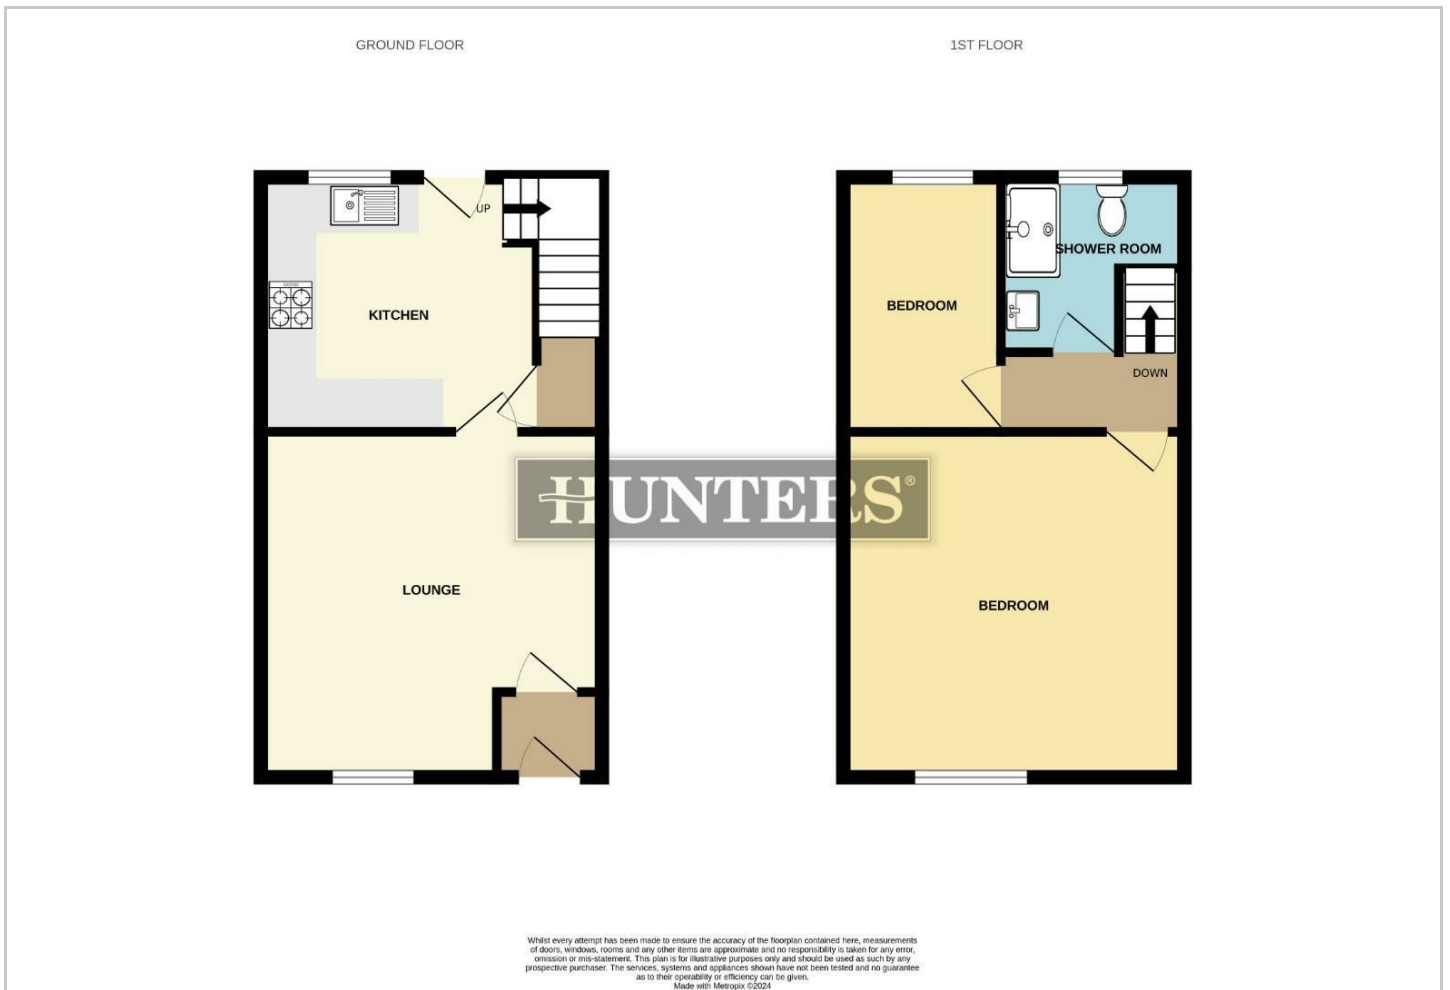 GROUND FLOOR
1ST FLOOR
UP
KITCHEN
LOUNGE
BEDROOM
SHOWER ROOM
DOWN
BEDROOM
HUNTERS®
Whilst every attempt has been made to ensure the accuracy of the floorplan contained here, measurements
of doors, windows, rooms and any other items are approximate and no responsibility is taken for any error,
omission or mis-statement. This plan is for illustrative purposes only and should be used as such by any
prospective purchaser. The services, systems and appliances shown have not been tested and no guarantee
as to their operability or efficiency can be given.
Made with Metropix ©2024